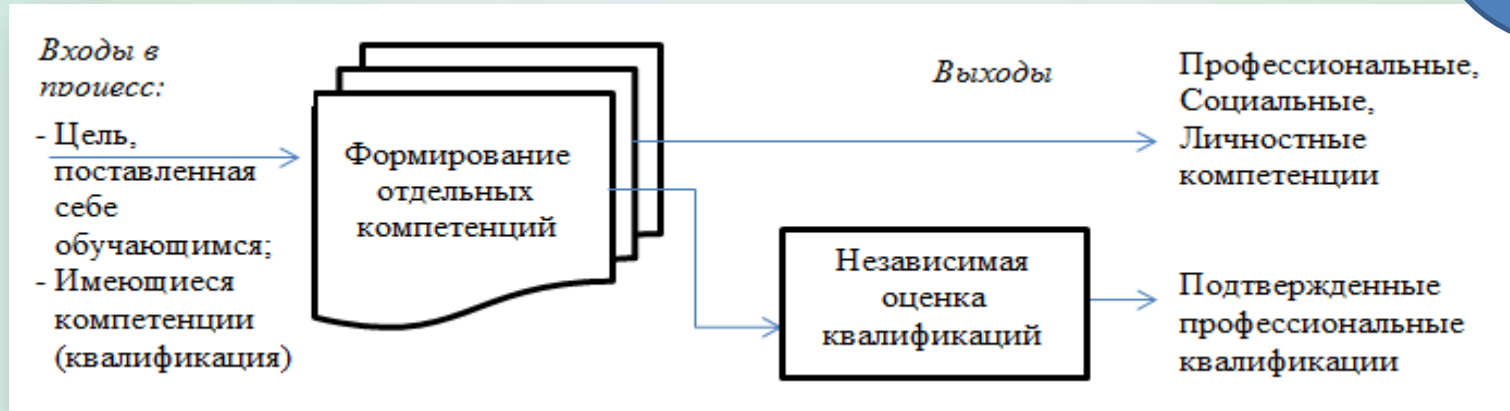 Входы в
процесс:
- Цель,
поставленная
себе
обучающимся;
- Имеющиеся
компетенции
(квалификация)
Формирование
отдельных
компетенций
Выходы
Профессиональные,
Социальные,
Личностные
компетенции
Независимая
оценка
квалификаций
Подтвержденные
профессиональные
квалификации